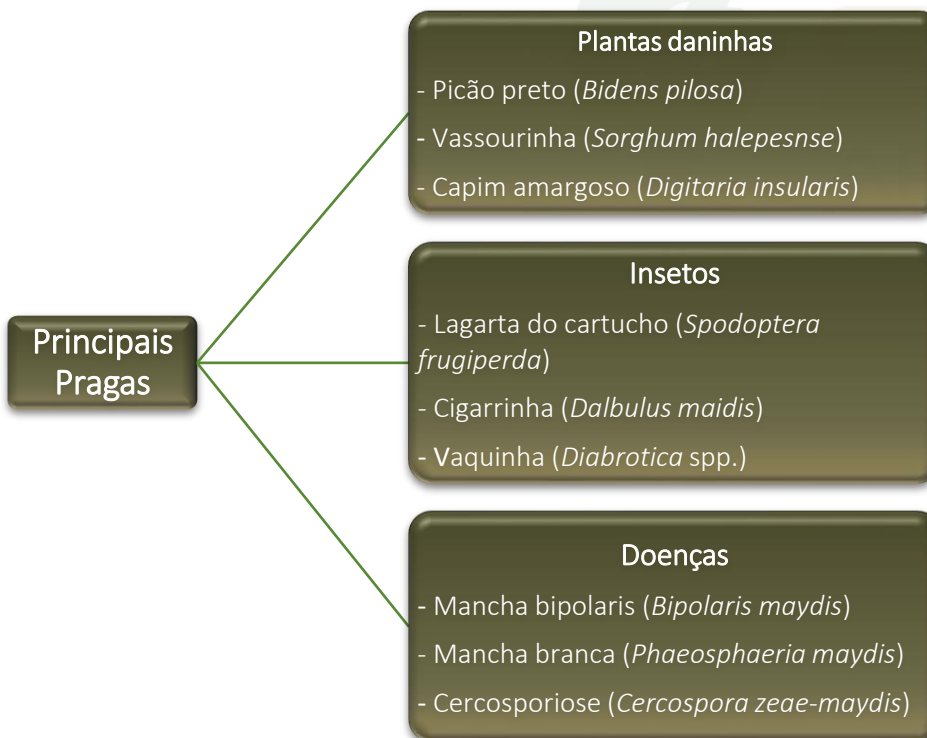 Principais
Pragas
Plantas daninhas
- Picão preto (Bidens pilosa)
- Vassourinha (Sorghum halepesnse)
- Capim amargoso (Digitaria insularis)
Insetos
- Lagarta do cartucho (Spodoptera
frugiperda)
- Cigarrinha (Dalbulus maidis)
- Vaquinha (Diabrotica spp.)
Doenças
- Mancha bipolaris (Bipolaris maydis)
- Mancha branca (Phaeosphaeria maydis)
- Cercosporiose (Cercospora zeae-maydis)